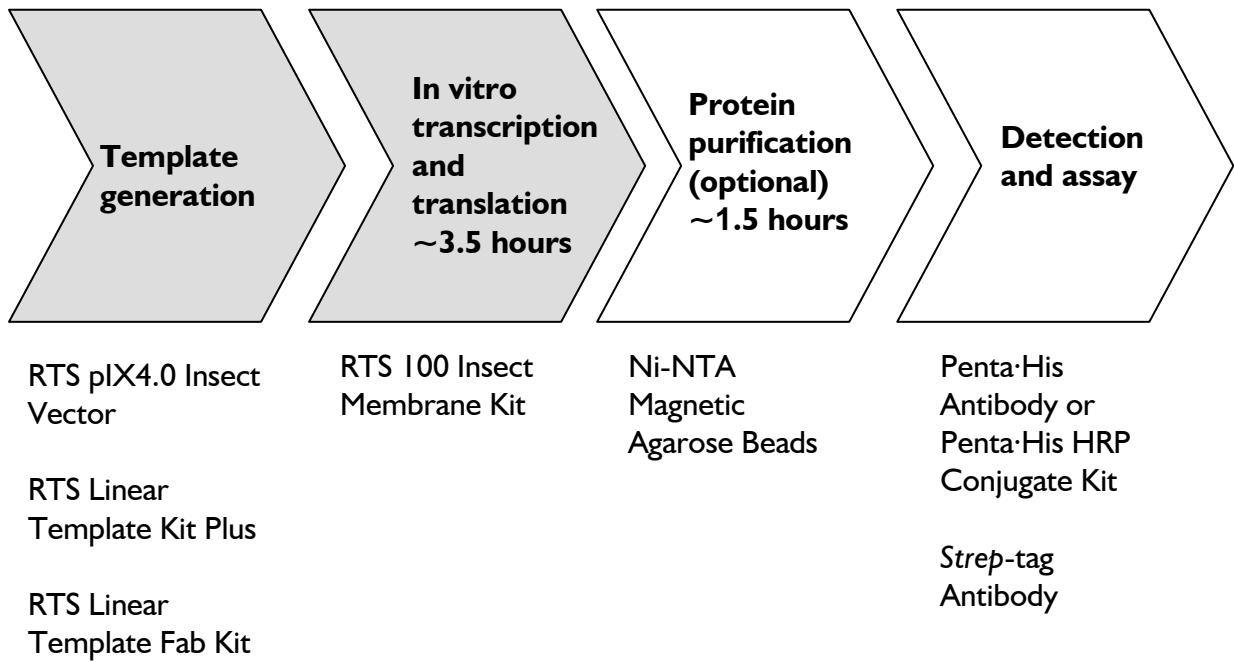 Template
generation
In vitro
transcription
and
translation
~3.5 hours
Protein
purification
(optional)
~1.5 hours
Detection
and assay
RTS pIX4.0 Insect
Vector
RTS Linear
Template Kit Plus
RTS Linear
Template Fab Kit
RTS 100 Insect
Membrane Kit
Ni-NTA
Magnetic
Agarose Beads
Penta·His
Antibody or
Penta·His HRP
Conjugate Kit
Strep-tag
Antibody